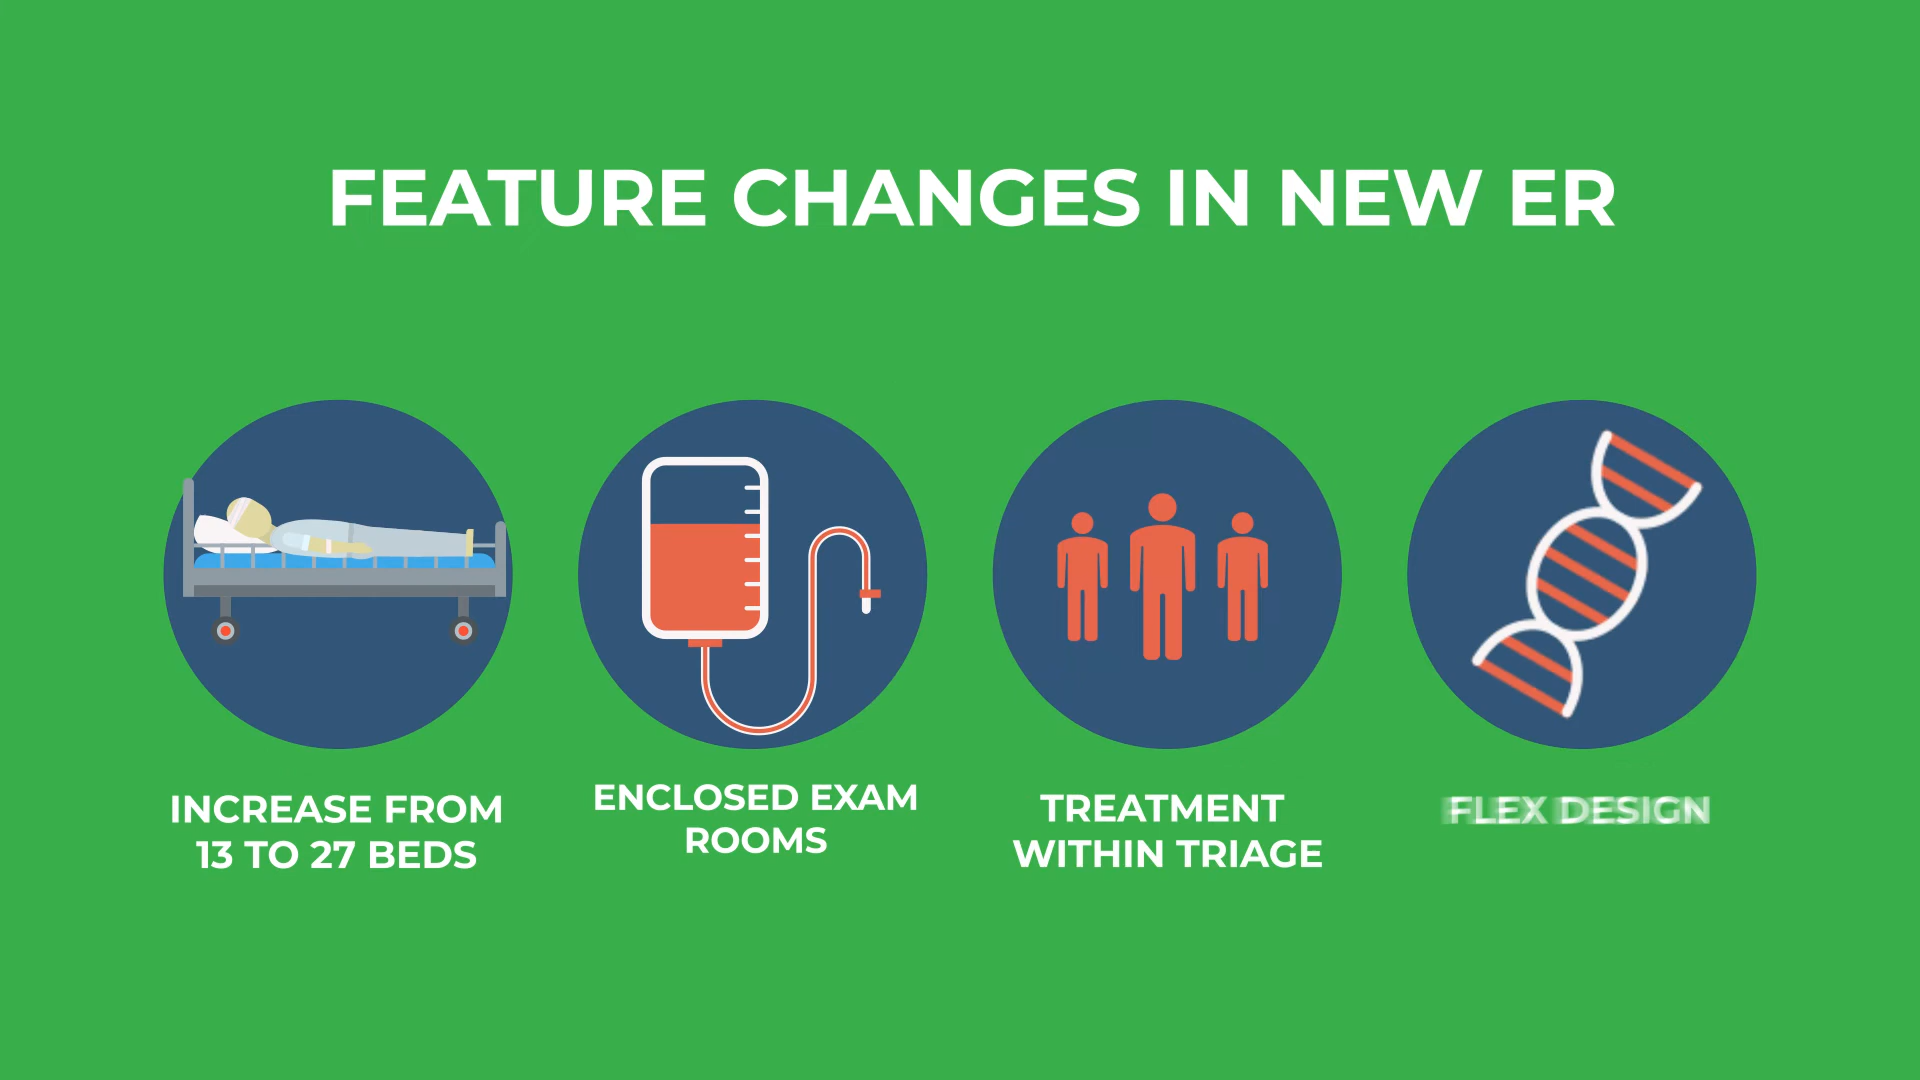 FEATURE CHANGES IN NEW ER
INCREASE FROM
13 TO 27 BEDS
ENCLOSED EXAM
ROOMS
TREATMENT
WITHIN TRIAGE
FLEX DESIGN